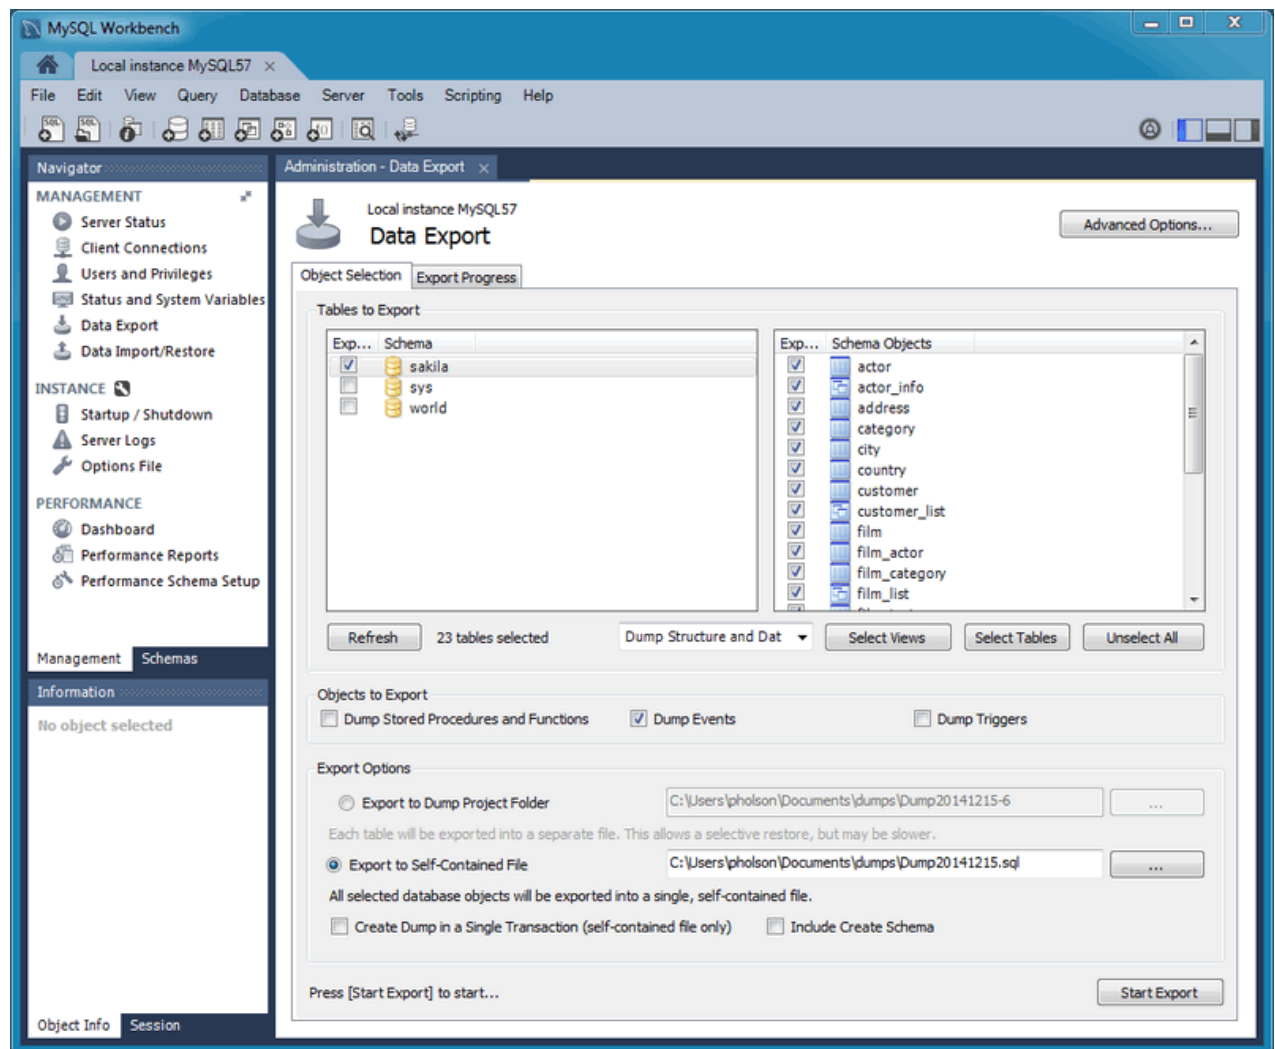 MySQL Workbench
Local instance MySQL57
File Edit View Query Database Server Tools Scripting Help
Navigator
MANAGEMENT
Server Status
Client Connections
Users and Privileges
Status and System Variables
Data Export
Data Import/Restore
INSTANCE
Startup / Shutdown
Server Logs
Options File
PERFORMANCE
Dashboard
Performance Reports
Performance Schema Setup
Management Schemas
Information
No object selected
Object Info Session
Administration - Data Export
Local instance MySQL57
Data Export
Advanced Options...
Object Selection Export Progress
Tables to Export
Exp... Schema
sakila
sys
world
Exp... Schema Objects
actor
actor_info
address
category
city
country
customer
customer_list
film
film_actor
film_category
film_list
Refresh 23 tables selected Dump Structure and Dat Select Views Select Tables Unselect All
Objects to Export
Dump Stored Procedures and Functions Dump Events Dump Triggers
Export Options
Export to Dump Project Folder C:\Users\pholson\Documents\dumps\Dump20141215-6 ...
Each table will be exported into a separate file. This allows a selective restore, but may be slower.
Export to Self-Contained File C:\Users\pholson\Documents\dumps\Dump20141215.sql ...
All selected database objects will be exported into a single, self-contained file.
Create Dump in a Single Transaction (self-contained file only) Include Create Schema
Press [Start Export] to start... Start Export